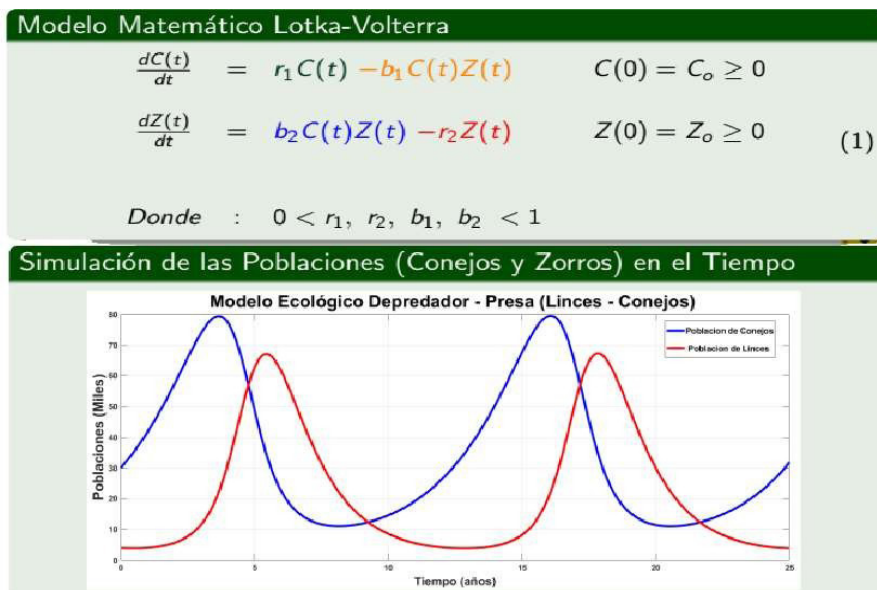 Modelo Matemático Lotka-Volterra
dC(t)/dt = r₁C(t) −b₁C(t)Z(t) C(0) = Cₒ ≥ 0
dZ(t)/dt = b₂C(t)Z(t) −r₂Z(t) Z(0) = Zₒ ≥ 0 (1)
Donde : 0 < r₁, r₂, b₁, b₂ < 1
Simulación de las Poblaciones (Conejos y Zorros) en el Tiempo
Modelo Ecológico Depredador - Presa (Linces - Conejos)
Poblacion de Conejos
Poblacion de Linces
Poblaciones (Miles)
80
70
60
50
40
30
20
10
0
0 5 10 15 20 25
Tiempo (años)